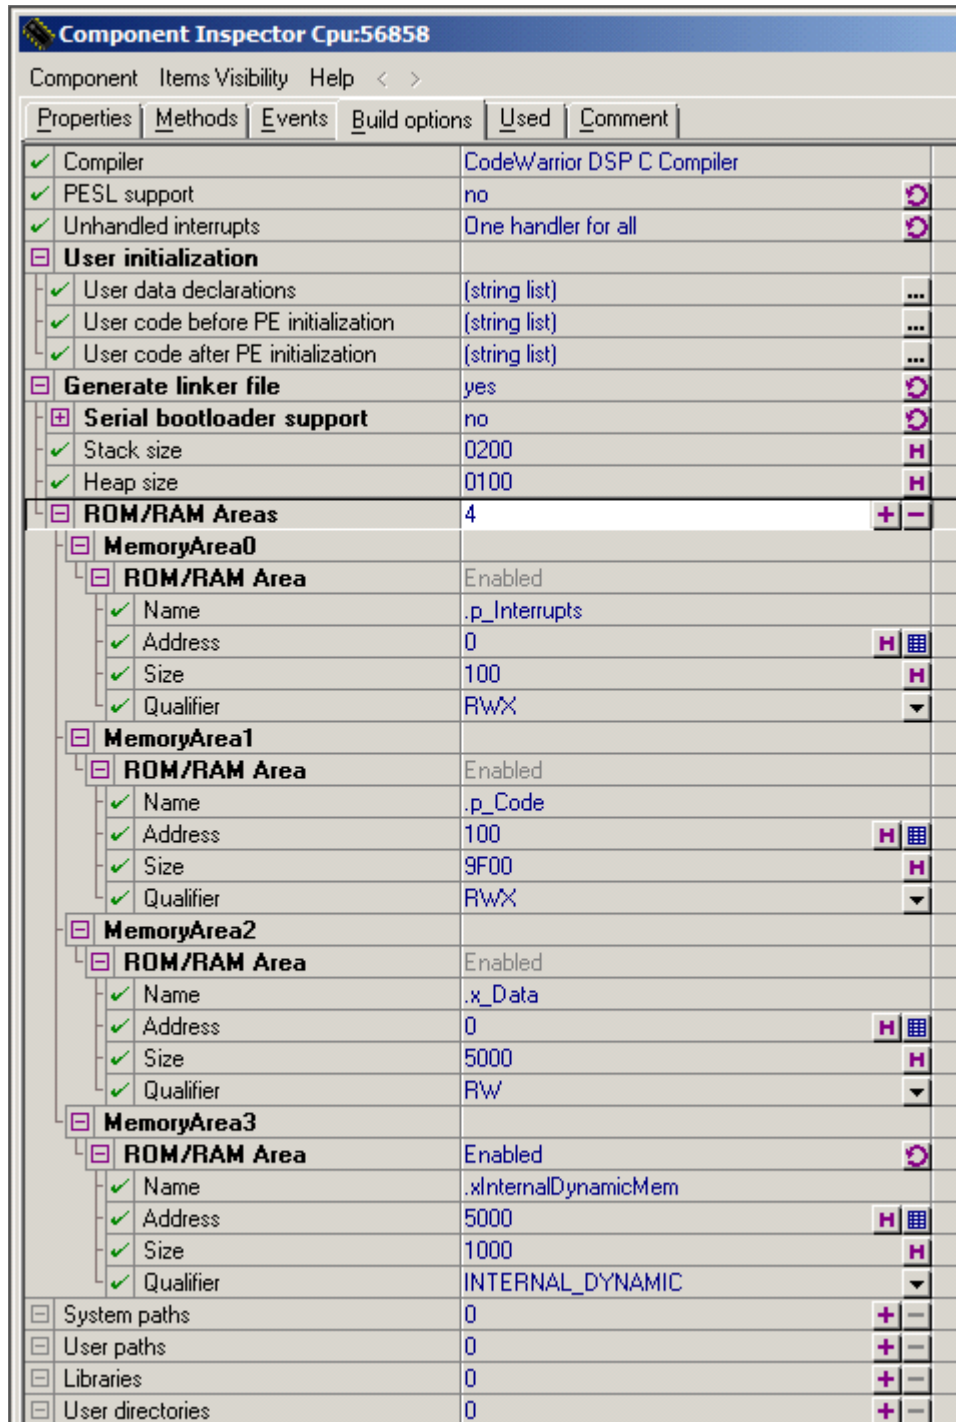 Component Inspector Cpu:56858
Component Items Visibility Help < >
Properties Methods Events Build options Used Comment
Compiler CodeWarrior DSP C Compiler
PESL support no
Unhandled interrupts One handler for all
User initialization
User data declarations (string list) ...
User code before PE initialization (string list) ...
User code after PE initialization (string list) ...
Generate linker file yes
Serial bootloader support no
Stack size 0200 H
Heap size 0100 H
ROM/RAM Areas 4 + -
MemoryArea0
ROM/RAM Area Enabled
Name .p_Interrupts
Address 0 H
Size 100 H
Qualifier RWX
MemoryArea1
ROM/RAM Area Enabled
Name .p_Code
Address 100 H
Size 9F00 H
Qualifier RWX
MemoryArea2
ROM/RAM Area Enabled
Name .x_Data
Address 0 H
Size 5000 H
Qualifier RW
MemoryArea3
ROM/RAM Area Enabled
Name .xInternalDynamicMem
Address 5000 H
Size 1000 H
Qualifier INTERNAL_DYNAMIC
System paths 0 + -
User paths 0 + -
Libraries 0 + -
User directories 0 + -